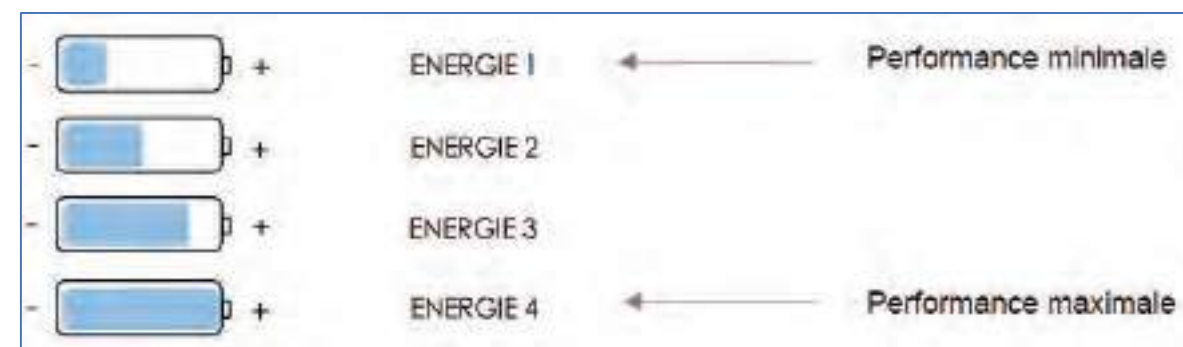 - + ENERGIE 1 Performance minimale
- + ENERGIE 2
- + ENERGIE 3
- + ENERGIE 4 Performance maximale